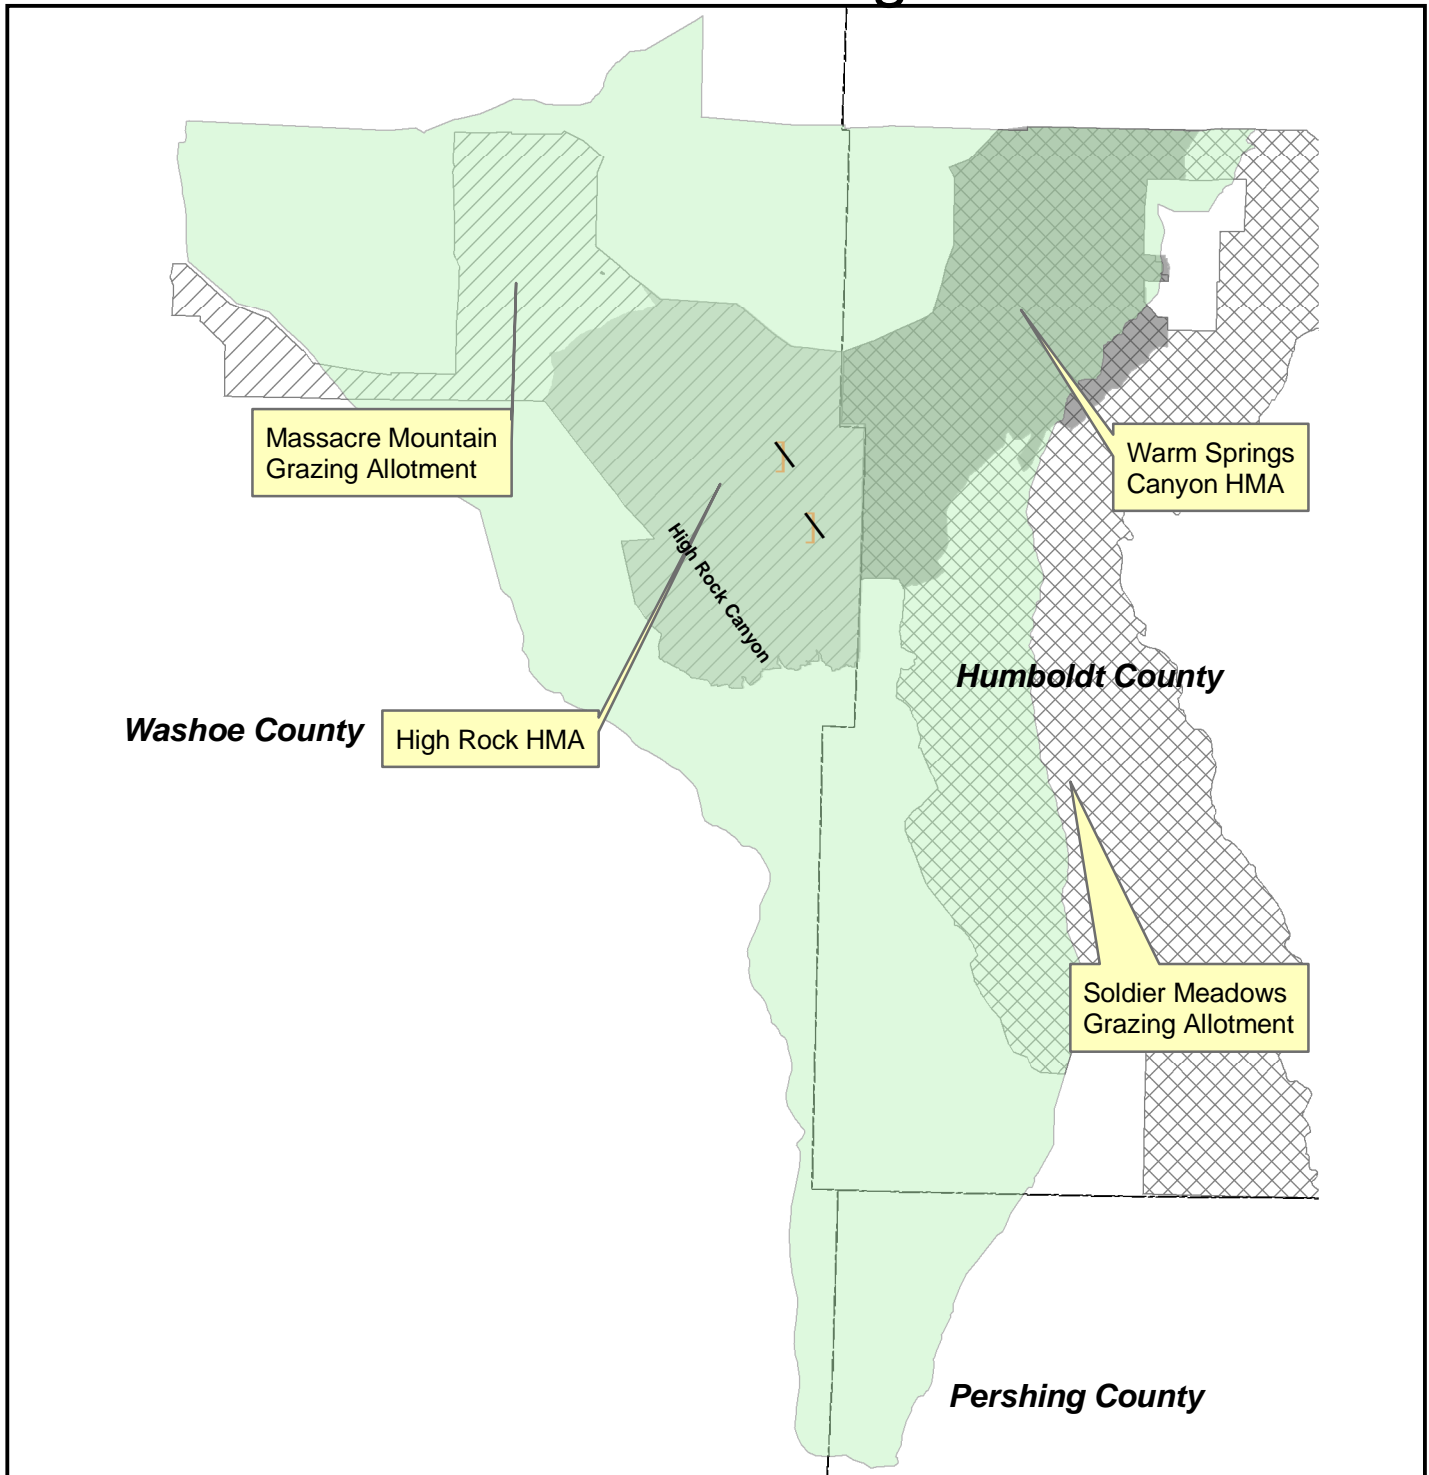 Massacre Mountain
Grazing Allotment
Warm Springs
Canyon HMA
High Rock Canyon
Humboldt County
Washoe County
High Rock HMA
Soldier Meadows
Grazing Allotment
Pershing County